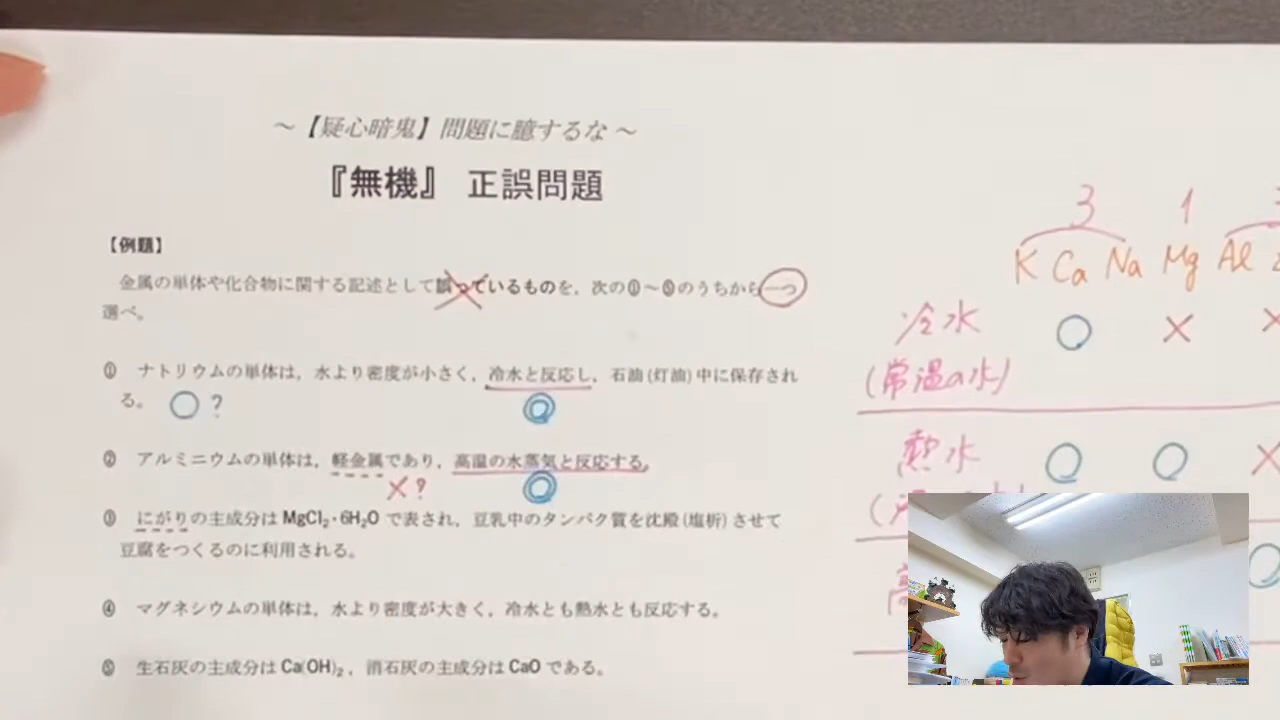 ～【疑心暗鬼】問題に臆するな～
『無機』 正誤問題
【例題】
金属の単体や化合物に関する記述として誤っているものを，次の①～⑤のうちから一つ
選べ。
① ナトリウムの単体は，水より密度が小さく，冷水と反応し，石油(灯油)中に保存され
る。 ○？ ◎
② アルミニウムの単体は，軽金属であり，高温の水蒸気と反応する。
×？ ◎
③ にがりの主成分は MgCl₂・6H₂O で表され，豆乳中のタンパク質を沈殿(塩析)させて
豆腐をつくるのに利用される。
④ マグネシウムの単体は，水より密度が大きく，冷水とも熱水とも反応する。
⑤ 生石灰の主成分は Ca(OH)₂，消石灰の主成分は CaO である。
3 1
K Ca Na Mg Al
冷水 ○ × ×
(常温の水)
熱水 ○ ○ ×